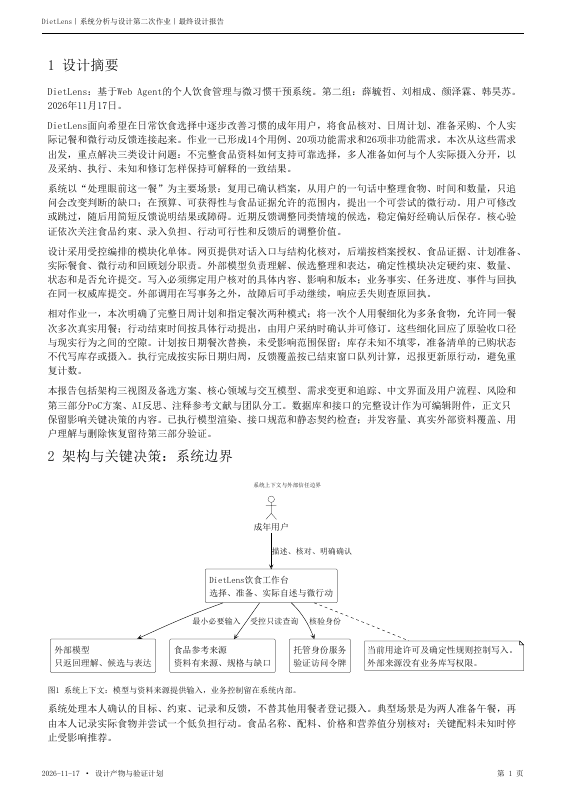 DietLens｜系统分析与设计第二次作业｜最终设计报告
1 设计摘要
DietLens：基于Web Agent的个人饮食管理与微习惯干预系统。第二组：薛毓哲、刘相成、颜泽霖、韩昊苏。
2026年11月17日。
DietLens面向希望在日常饮食选择中逐步改善习惯的成年用户，将食品核对、日周计划、准备采购、个人实
际记餐和微行动反馈连接起来。作业一已形成14个用例、20项功能需求和26项非功能需求。本次从这些需求
出发，重点解决三类设计问题：不完整食品资料如何支持可靠选择，多人准备如何与个人实际摄入分开，以
及采纳、执行、未知和修订怎样保持可解释的一致结果。
系统以“处理眼前这一餐”为主要场景：复用已确认档案，从用户的一句话中整理食物、时间和数量，只追
问会改变判断的缺口；在预算、可获得性与食品证据允许的范围内，提出一个可尝试的微行动。用户可修改
或跳过，随后用简短反馈说明结果或障碍。近期反馈调整同类情境的候选，稳定偏好经确认后保存。核心验
证依次关注食品约束、录入负担、行动可行性和反馈后的调整价值。
设计采用受控编排的模块化单体。网页提供对话入口与结构化核对，后端按档案授权、食品证据、计划准备、
实际餐食、微行动和回顾划分职责。外部模型负责理解、候选整理和表达，确定性模块决定硬约束、数量、
状态和是否允许提交。写入必须绑定用户核对的具体内容、影响和版本；业务事实、任务进度、事件与回执
在同一权威库提交。外部调用在写事务之外，故障后可手动继续，响应丢失则查原回执。
相对作业一，本次明确了完整日周计划和指定餐次两种模式；将一次个人用餐细化为多条食物，允许同一餐
次多次真实用餐；行动结束时间按具体行动提出，由用户采纳时确认并可修订。这些细化回应了原验收口径
与现实行为之间的空隙。计划按日期餐次替换，未受影响范围保留；库存未知不填零，准备清单的已购状态
不代写库存或摄入。执行完成按实际日期归周，反馈覆盖按已结束窗口队列计算，迟报更新原行动，避免重
复计数。
本报告包括架构三视图及备选方案、核心领域与交互模型、需求变更和追踪、中文界面及用户流程、风险和
第三部分PoC方案、AI反思、注释参考文献与团队分工。数据库和接口的完整设计作为可编辑附件，正文只
保留影响关键决策的内容。已执行模型渲染、接口规范和静态契约检查；并发容量、真实外部资料覆盖、用
户理解与删除恢复留待第三部分验证。
2 架构与关键决策：系统边界
系统上下文与外部信任边界
成年用户
描述、核对、明确确认
DietLens饮食工作台
选择、准备、实际自述与微行动
最小必要输入
受控只读查询
核验身份
外部模型
只返回理解、候选与表达
食品参考来源
资料有来源、规格与缺口
托管身份服务
验证访问令牌
当前用途许可及确定性规则控制写入。
外部来源没有业务库写权限。
图1 系统上下文：模型与资料来源提供输入，业务控制留在系统内部。
系统处理本人确认的目标、约束、记录和反馈，不替其他用餐者登记摄入。典型场景是为两人准备午餐，再
由本人记录实际食物并尝试一个低负担行动。食品名称、配料、价格和营养值分别核对；关键配料未知时停
止受影响推荐。
2026-11-17 • 设计产物与验证计划
第 1 页